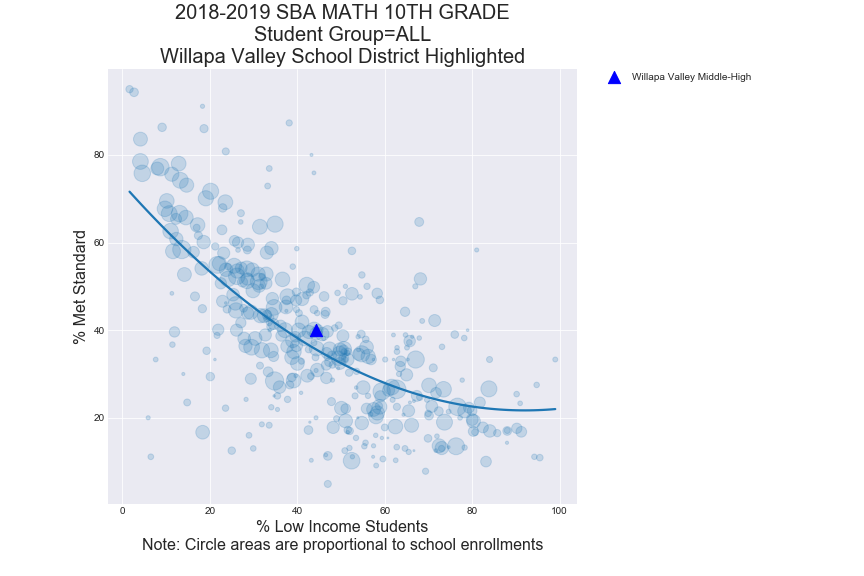 2018-2019 SBA MATH 10TH GRADE
Student Group=ALL
Willapa Valley School District Highlighted
Willapa Valley Middle-High
% Met Standard
80
60
40
20
0 20 40 60 80 100
% Low Income Students
Note: Circle areas are proportional to school enrollments